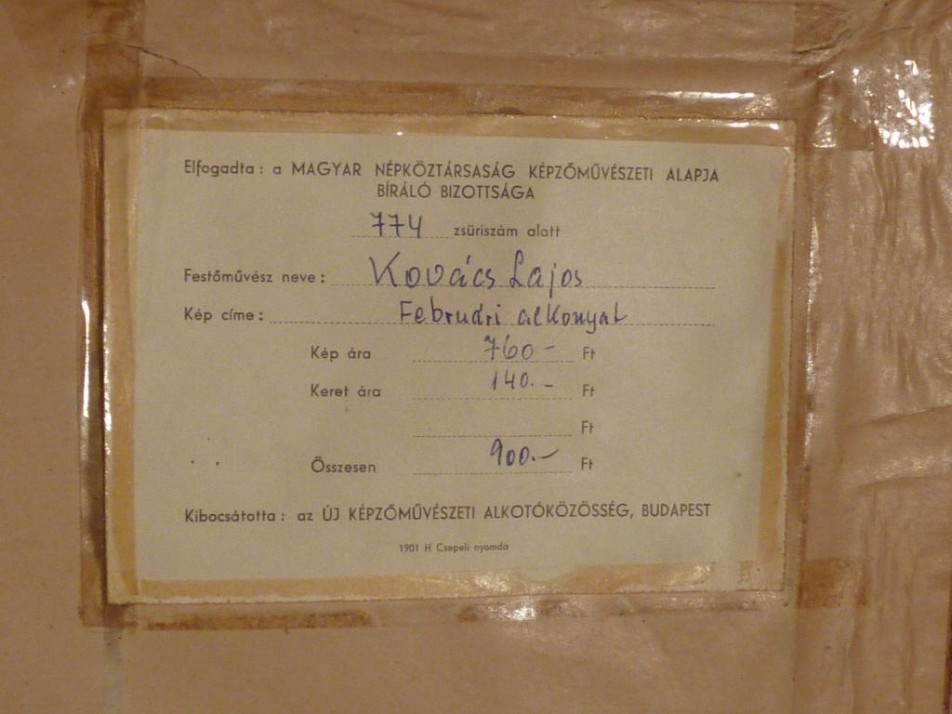 Elfogadta : a MAGYAR NÉPKÖZTÁRSASÁG KÉPZŐMŰVÉSZETI ALAPJA
BÍRÁLÓ BIZOTTSÁGA
774 zsűriszám alatt
Festőművész neve : Kovács Lajos
Kép címe : Februári alkonyat
Kép ára 760 - Ft
Keret ára 140.- Ft
Ft
Összesen 900.- Ft
Kibocsátotta : az ÚJ KÉPZŐMŰVÉSZETI ALKOTÓKÖZÖSSÉG, BUDAPEST
1901 H Csepeli nyomda